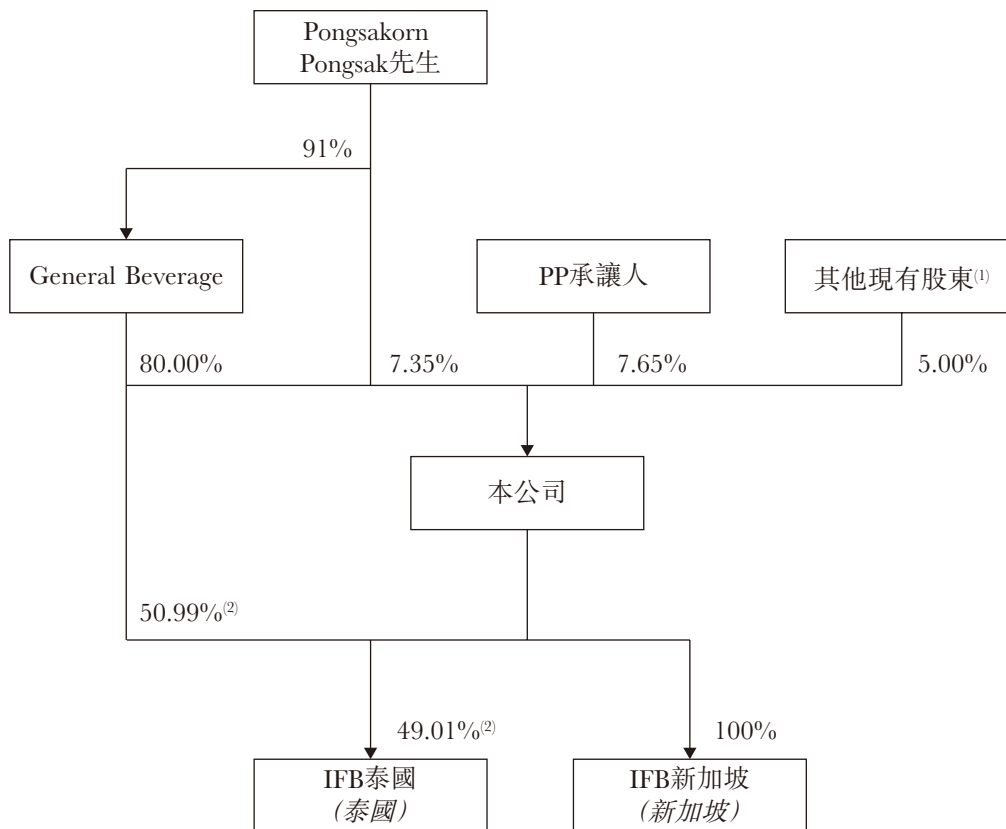 Pongsakorn
Pongsak先生
91%
General Beverage
PP承讓人
其他現有股東(1)
80.00%
7.35%
7.65%
5.00%
本公司
50.99%(2)
49.01%(2)
100%
IFB泰國
(泰國)
IFB新加坡
(新加坡)